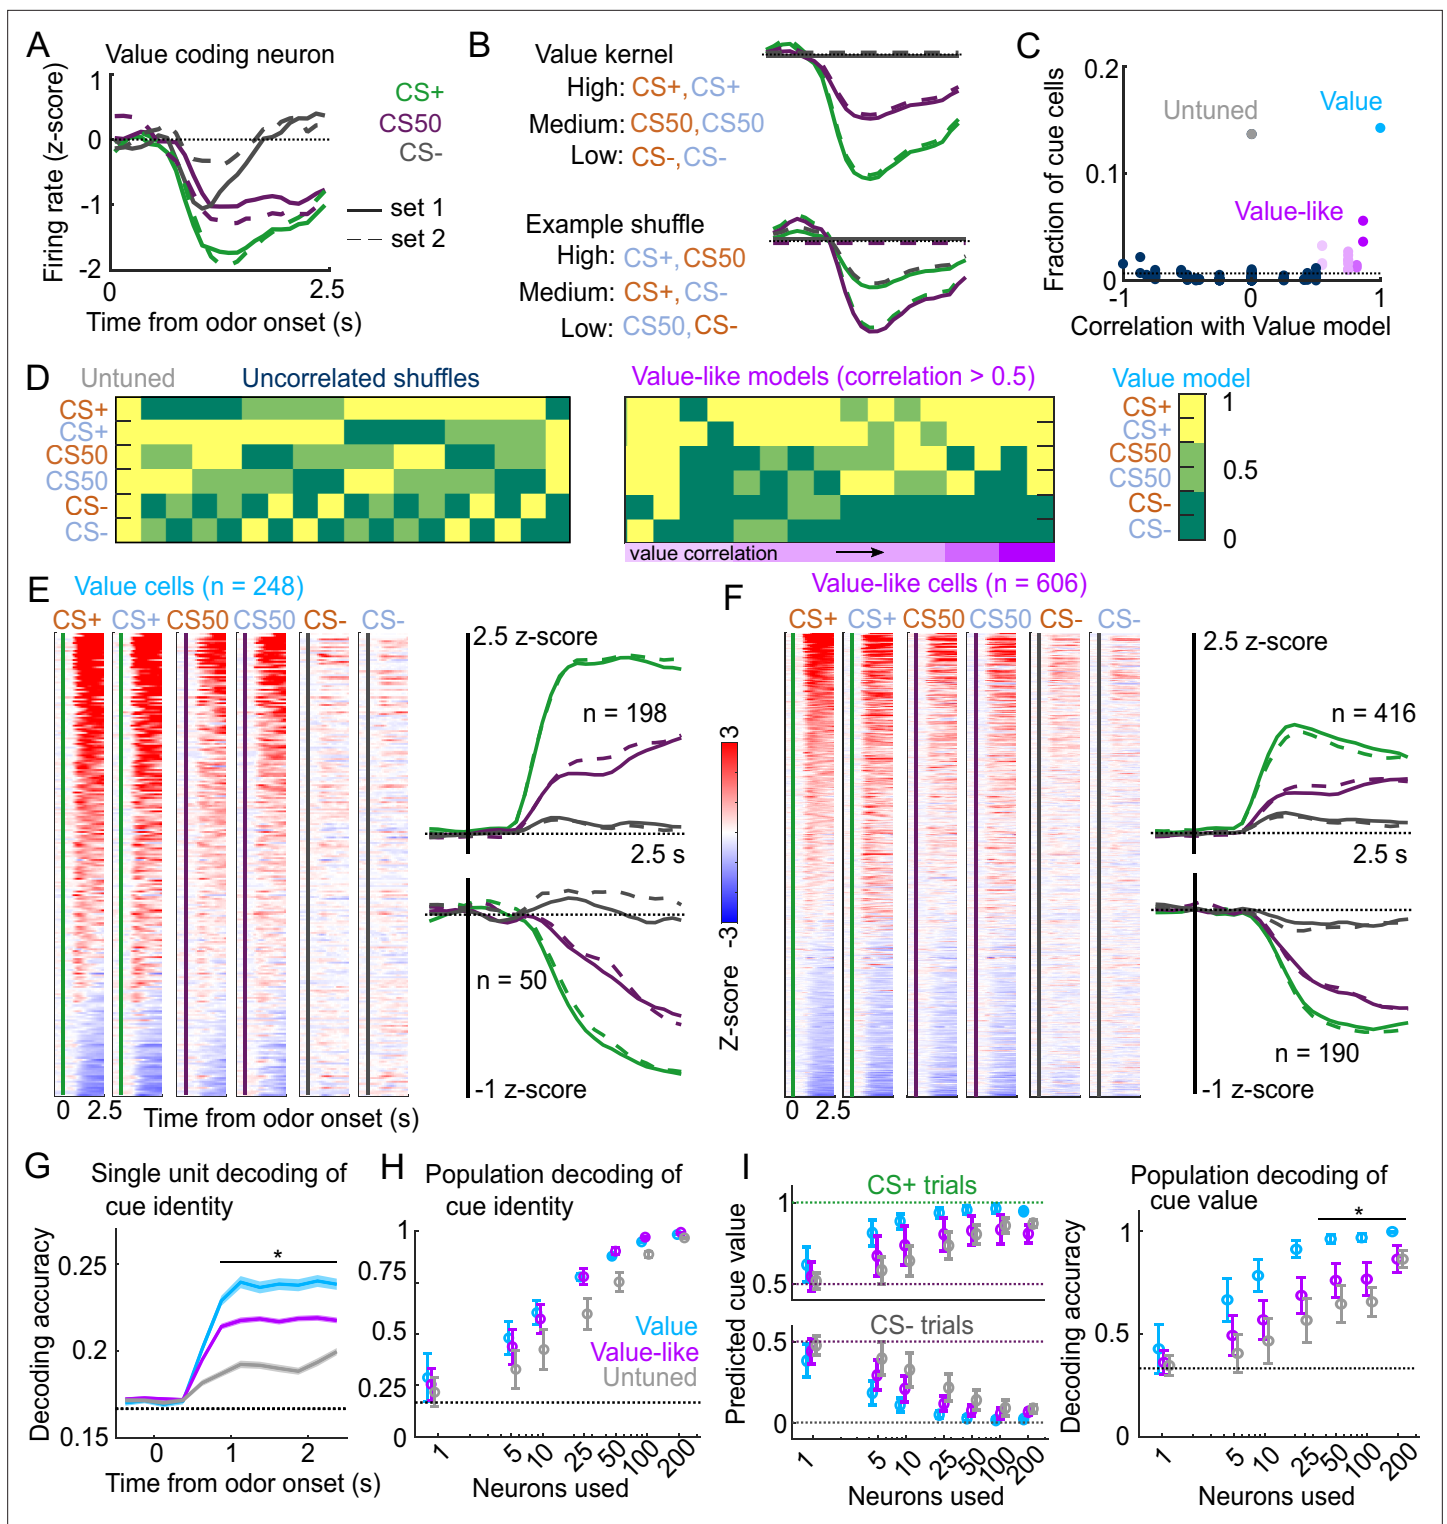 A
Value coding neuron
Firing rate (z-score)
1
0
-1
-2
0
2.5
Time from odor onset (s)
CS+
CS50
CS-
set 1
set 2
B
Value kernel
High: CS+, CS+
Medium: CS50, CS50
Low: CS-, CS-
Example shuffle
High: CS+, CS50
Medium: CS+, CS-
Low: CS50, CS-
C
Fraction of cue cells
0.2
0.1
0
-1
0
1
Untuned
Value
Value-like
Correlation with Value model
D
Untuned
Uncorrelated shuffles
CS+
CS+
CS50
CS50
CS-
CS-
Value-like models (correlation > 0.5)
value correlation
Value model
CS+
CS+
CS50
CS50
CS-
CS-
1
0.5
0
E
Value cells (n = 248)
CS+
CS+
CS50
CS50
CS-
CS-
0
2.5
Time from odor onset (s)
2.5 z-score
n = 198
2.5 s
n = 50
-1 z-score
3
-3
Z-score
F
Value-like cells (n = 606)
CS+
CS+
CS50
CS50
CS-
CS-
0
2.5
2.5 z-score
n = 416
2.5 s
n = 190
-1 z-score
G
Single unit decoding of
cue identity
Decoding accuracy
0.25
0.2
0.15
*
0
1
2
Time from odor onset (s)
H
Population decoding of
cue identity
1
0.75
0.5
0.25
0
Value
Value-like
Untuned
1
5
10
25
50
100
200
Neurons used
I
CS+ trials
Predicted cue value
1
0.5
CS- trials
0.5
0
1
5
10
25
50
100
200
Neurons used
Population decoding of
cue value
*
Decoding accuracy
1
0.5
0
1
5
10
25
50
100
200
Neurons used